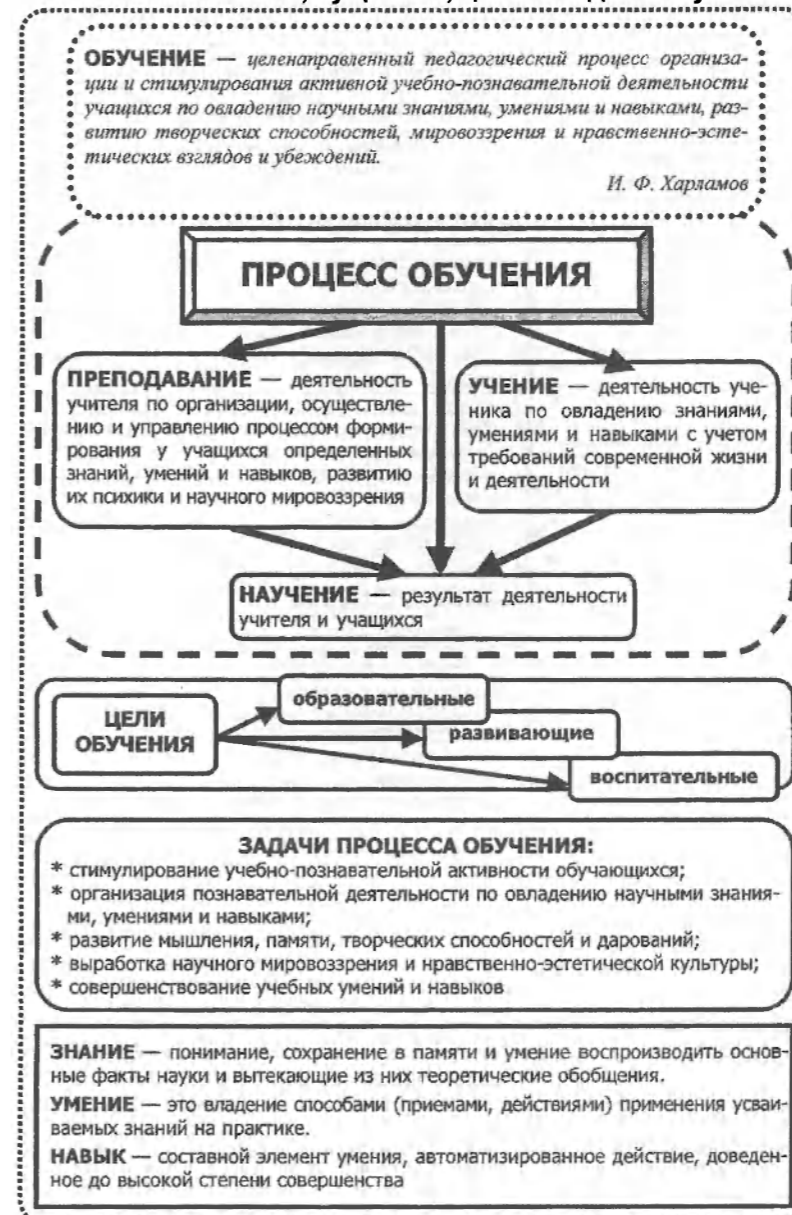 ОБУЧЕНИЕ — целенаправленный педагогический процесс организа-
ции и стимулирования активной учебно-познавательной деятельности
учащихся по овладению научными знаниями, умениями и навыками, раз-
витию творческих способностей, мировоззрения и нравственно-эсте-
тических взглядов и убеждений.
И. Ф. Харламов
ПРОЦЕСС ОБУЧЕНИЯ
ПРЕПОДАВАНИЕ — деятельность
учителя по организации, осуществле-
нию и управлению процессом форми-
рования у учащихся определенных
знаний, умений и навыков, развитию
их психики и научного мировоззрения
УЧЕНИЕ — деятельность уче-
ника по овладению знаниями,
умениями и навыками с учетом
требований современной жизни
и деятельности
НАУЧЕНИЕ — результат деятельности
учителя и учащихся
ЦЕЛИ
ОБУЧЕНИЯ
образовательные
развивающие
воспитательные
ЗАДАЧИ ПРОЦЕССА ОБУЧЕНИЯ:
* стимулирование учебно-познавательной активности обучающихся;
* организация познавательной деятельности по овладению научными знания-
ми, умениями и навыками;
* развитие мышления, памяти, творческих способностей и дарований;
* выработка научного мировоззрения и нравственно-эстетической культуры;
* совершенствование учебных умений и навыков
ЗНАНИЕ — понимание, сохранение в памяти и умение воспроизводить основ-
ные факты науки и вытекающие из них теоретические обобщения.
УМЕНИЕ — это владение способами (приемами, действиями) применения усваи-
ваемых знаний на практике.
НАВЫК — составной элемент умения, автоматизированное действие, доведен-
ное до высокой степени совершенства